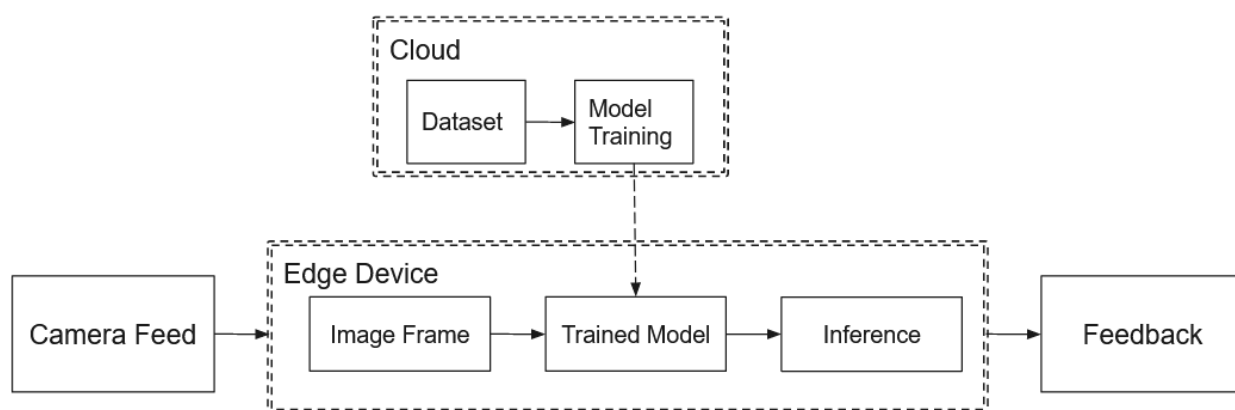 Cloud
Dataset
Model
Training
Edge Device
Camera Feed
Image Frame
Trained Model
Inference
Feedback